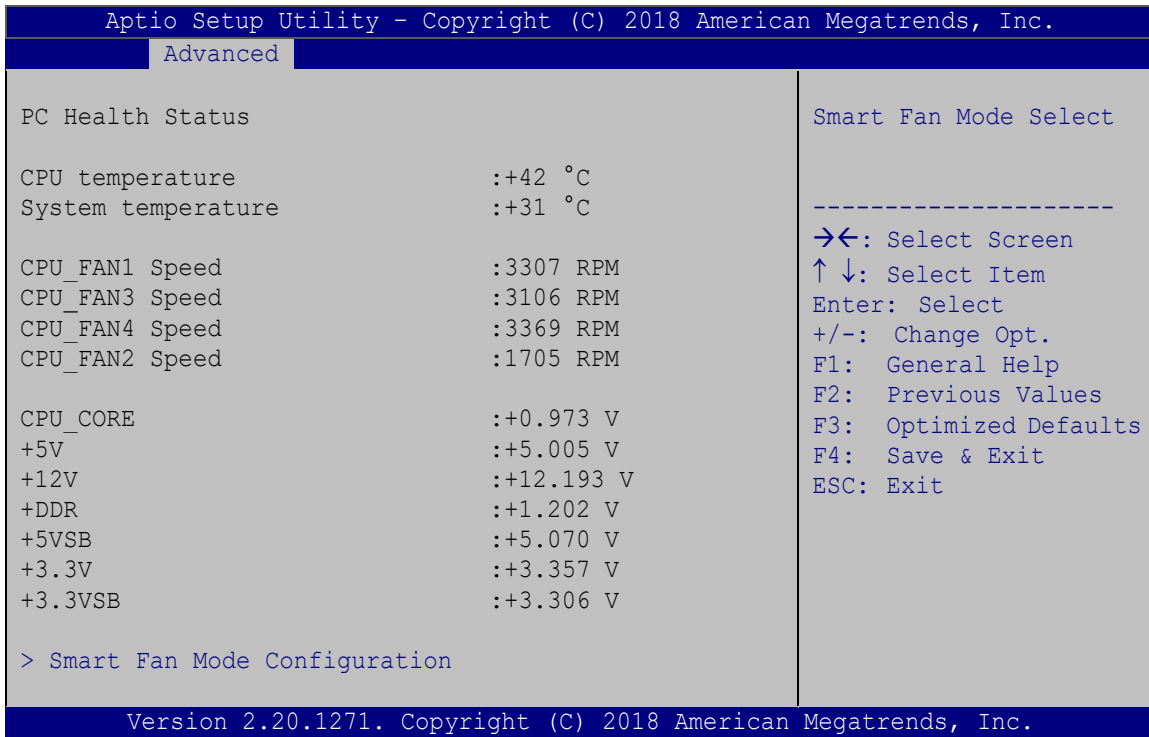 Aptio Setup Utility – Copyright (C) 2018 American Megatrends, Inc.
Advanced
PC Health Status
CPU temperature :+42 °C
System temperature :+31 °C
CPU_FAN1 Speed :3307 RPM
CPU_FAN3 Speed :3106 RPM
CPU_FAN4 Speed :3369 RPM
CPU_FAN2 Speed :1705 RPM
CPU_CORE :+0.973 V
+5V :+5.005 V
+12V :+12.193 V
+DDR :+1.202 V
+5VSB :+5.070 V
+3.3V :+3.357 V
+3.3VSB :+3.306 V
> Smart Fan Mode Configuration
Smart Fan Mode Select
---------------------
→←: Select Screen
↑ ↓: Select Item
Enter: Select
+/-: Change Opt.
F1: General Help
F2: Previous Values
F3: Optimized Defaults
F4: Save & Exit
ESC: Exit
Version 2.20.1271. Copyright (C) 2018 American Megatrends, Inc.